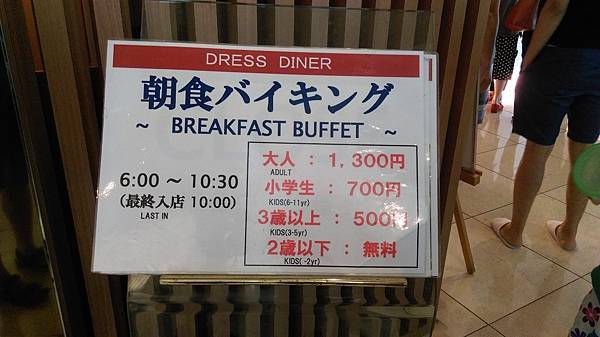 DRESS DINER
朝食バイキング
~ BREAKFAST BUFFET ~
6:00 ~ 10:30
(最終入店 10:00)
LAST IN
大人 : 1,300円
ADULT
小学生 : 700円
KIDS(6-11yr)
3歳以上 : 500円
KIDS(3-5yr)
2歳以下 : 無料
KIDS( -2yr)